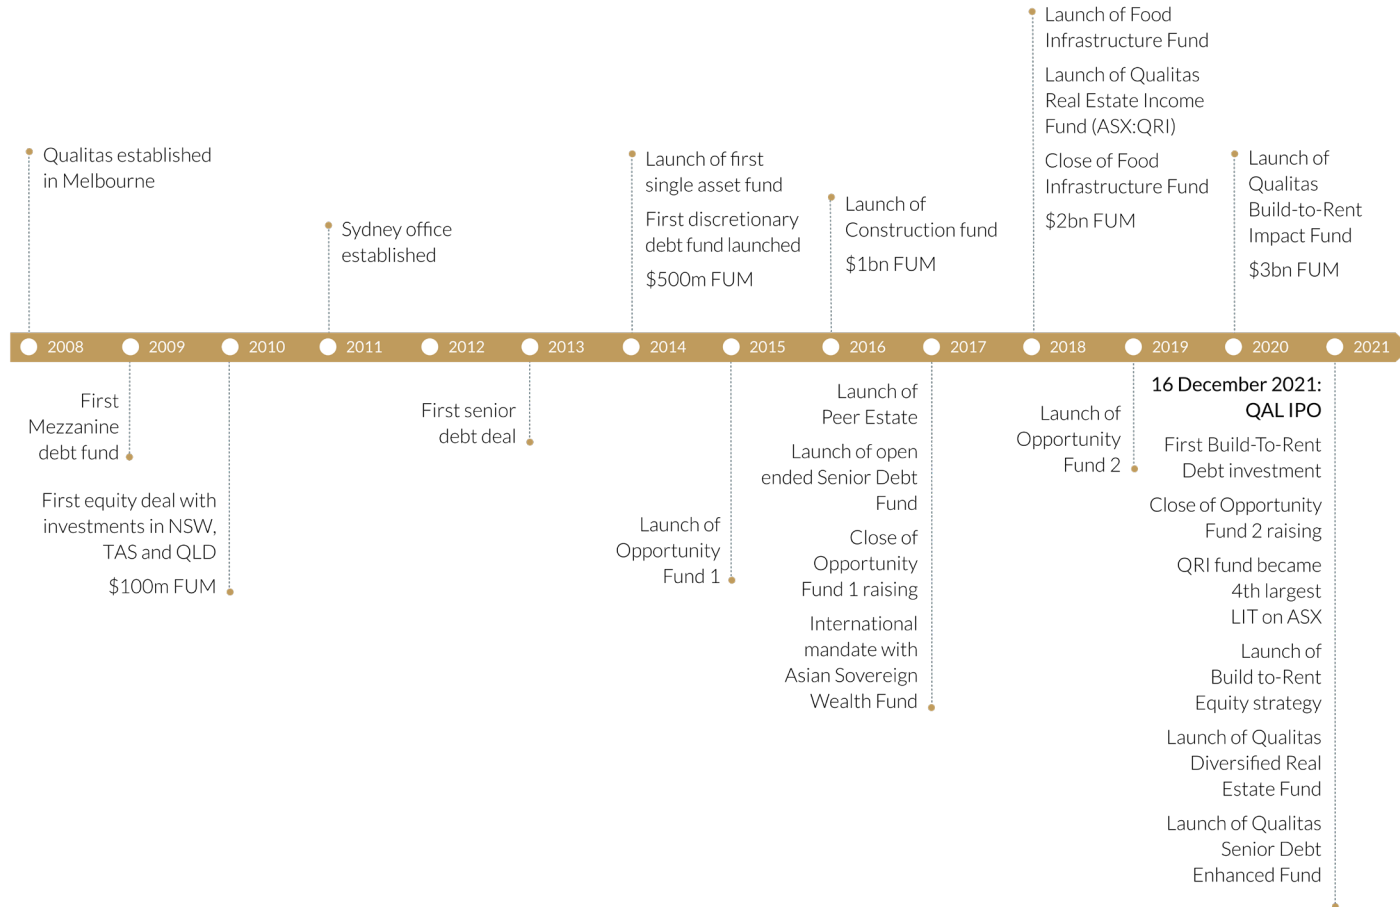 Launch of Food
Infrastructure Fund
Launch of Qualitas
Real Estate Income
Fund (ASX:QRI)
Close of Food
Infrastructure Fund
$2bn FUM
Qualitas established
in Melbourne
Sydney office
established
Launch of first
single asset fund
First discretionary
debt fund launched
$500m FUM
Launch of
Construction fund
$1bn FUM
Launch of
Qualitas
Build-to-Rent
Impact Fund
$3bn FUM
2008 2009 2010 2011 2012 2013 2014 2015 2016 2017 2018 2019 2020 2021
First
Mezzanine
debt fund
First equity deal with
investments in NSW,
TAS and QLD
$100m FUM
First senior
debt deal
Launch of
Opportunity
Fund 1
Launch of
Peer Estate
Launch of open
ended Senior Debt
Fund
Close of
Opportunity
Fund 1 raising
International
mandate with
Asian Sovereign
Wealth Fund
Launch of
Opportunity
Fund 2
16 December 2021:
QAL IPO
First Build-To-Rent
Debt investment
Close of Opportunity
Fund 2 raising
QRI fund became
4th largest
LIT on ASX
Launch of
Build to-Rent
Equity strategy
Launch of Qualitas
Diversified Real
Estate Fund
Launch of Qualitas
Senior Debt
Enhanced Fund